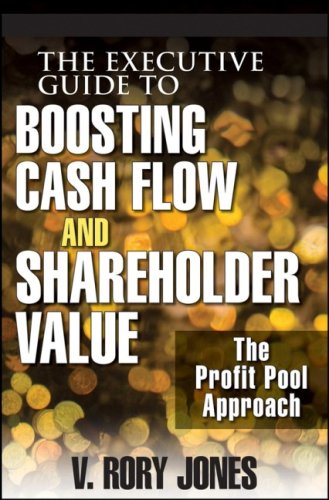 THE EXECUTIVE
GUIDE TO
BOOSTING
CASH FLOW
AND
SHAREHOLDER
VALUE
The
Profit Pool
Approach
V. RORY JONES